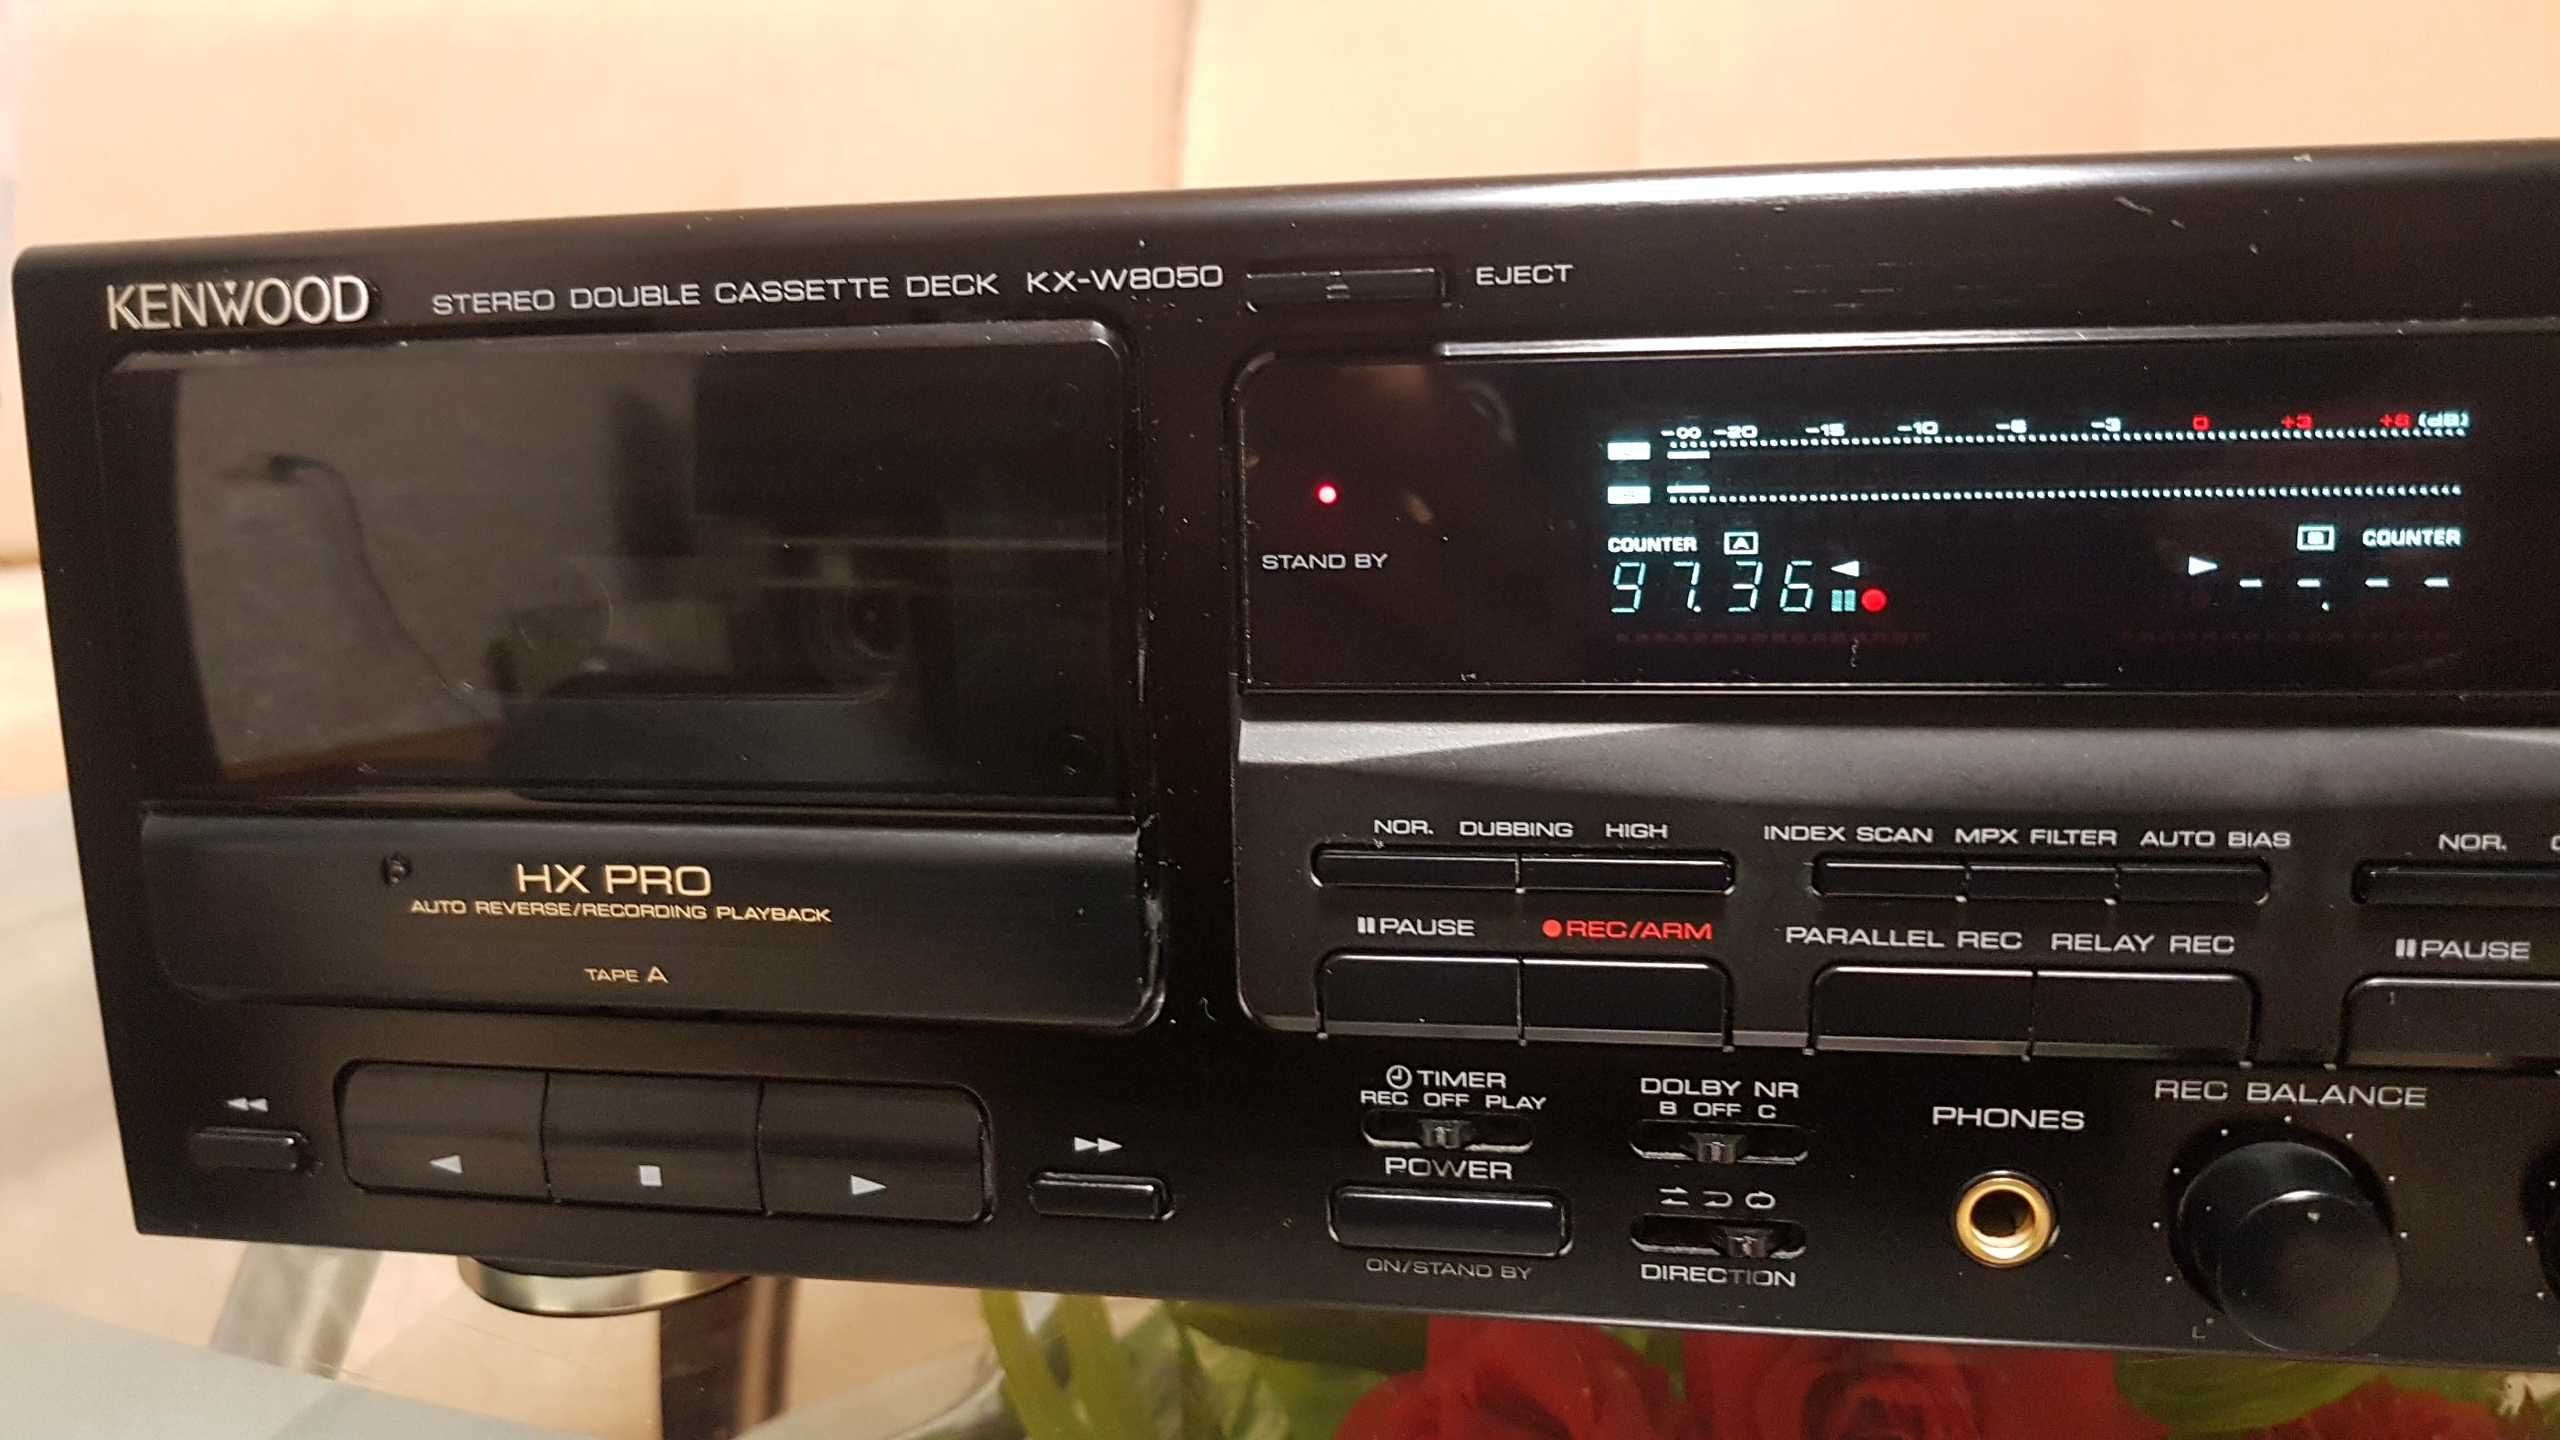 KENWOOD
STEREO DOUBLE CASSETTE DECK KX-W8050
EJECT
STAND BY
-∞ -20 -15 -10 -6 -3 0 +3 +8 (dB)
COUNTER A
97.36
B COUNTER
-- --
HX PRO
AUTO REVERSE/RECORDING PLAYBACK
TAPE A
NOR. DUBBING HIGH
INDEX SCAN MPX FILTER AUTO BIAS
NOR.
PAUSE
REC/ARM
PARALLEL REC RELAY REC
PAUSE
TIMER
REC OFF PLAY
POWER
ON/STAND BY
DOLBY NR
B OFF C
DIRECTION
PHONES
REC BALANCE
L